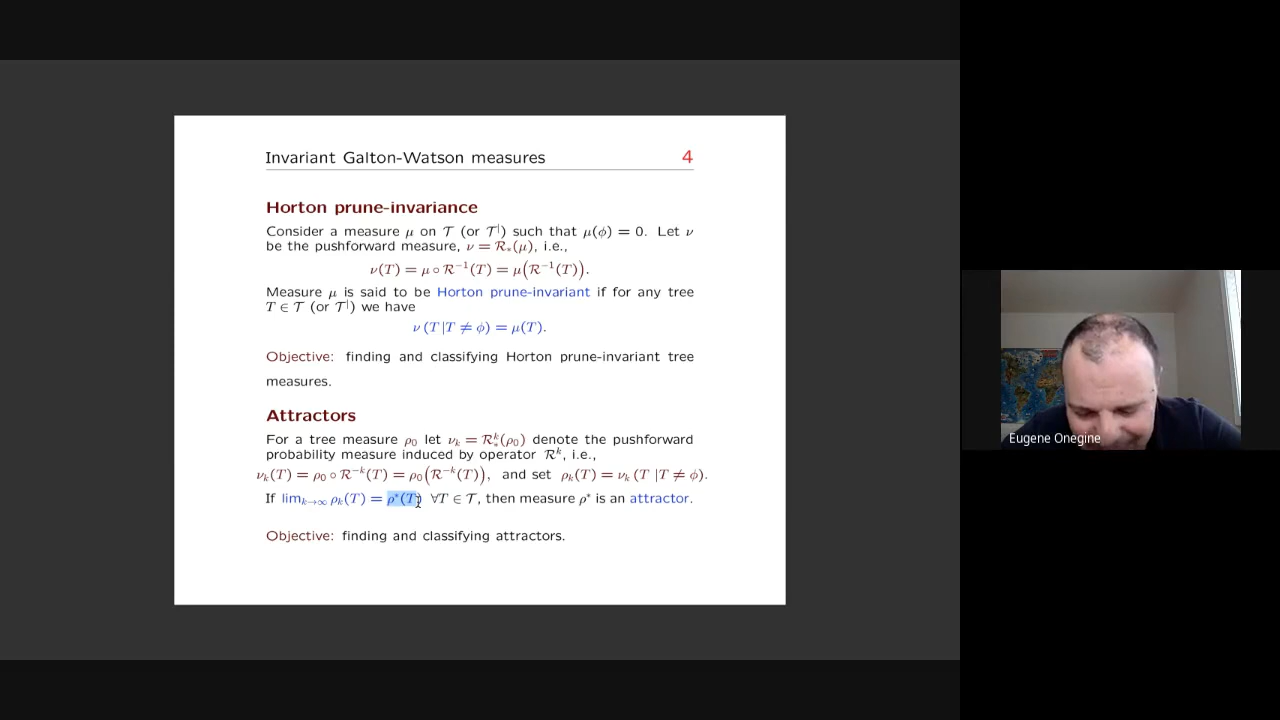 Invariant Galton-Watson measures 4
Horton prune-invariance
Consider a measure μ on 𝒯 (or 𝒯^|) such that μ(ϕ) = 0. Let ν
be the pushforward measure, ν = ℛ_*(μ), i.e.,
ν(T) = μ ∘ ℛ^{-1}(T) = μ(ℛ^{-1}(T)).
Measure μ is said to be Horton prune-invariant if for any tree
T ∈ 𝒯 (or 𝒯^|) we have
ν (T |T ≠ ϕ) = μ(T).
Objective: finding and classifying Horton prune-invariant tree
measures.
Attractors
For a tree measure ρ_0 let ν_k = ℛ_*^k(ρ_0) denote the pushforward
probability measure induced by operator ℛ^k, i.e.,
ν_k(T) = ρ_0 ∘ ℛ^{-k}(T) = ρ_0(ℛ^{-k}(T)), and set ρ_k(T) = ν_k (T |T ≠ ϕ).
If lim_{k→∞} ρ_k(T) = ρ^*(T) ∀T ∈ 𝒯, then measure ρ^* is an attractor.
Objective: finding and classifying attractors.
Eugene Onegine